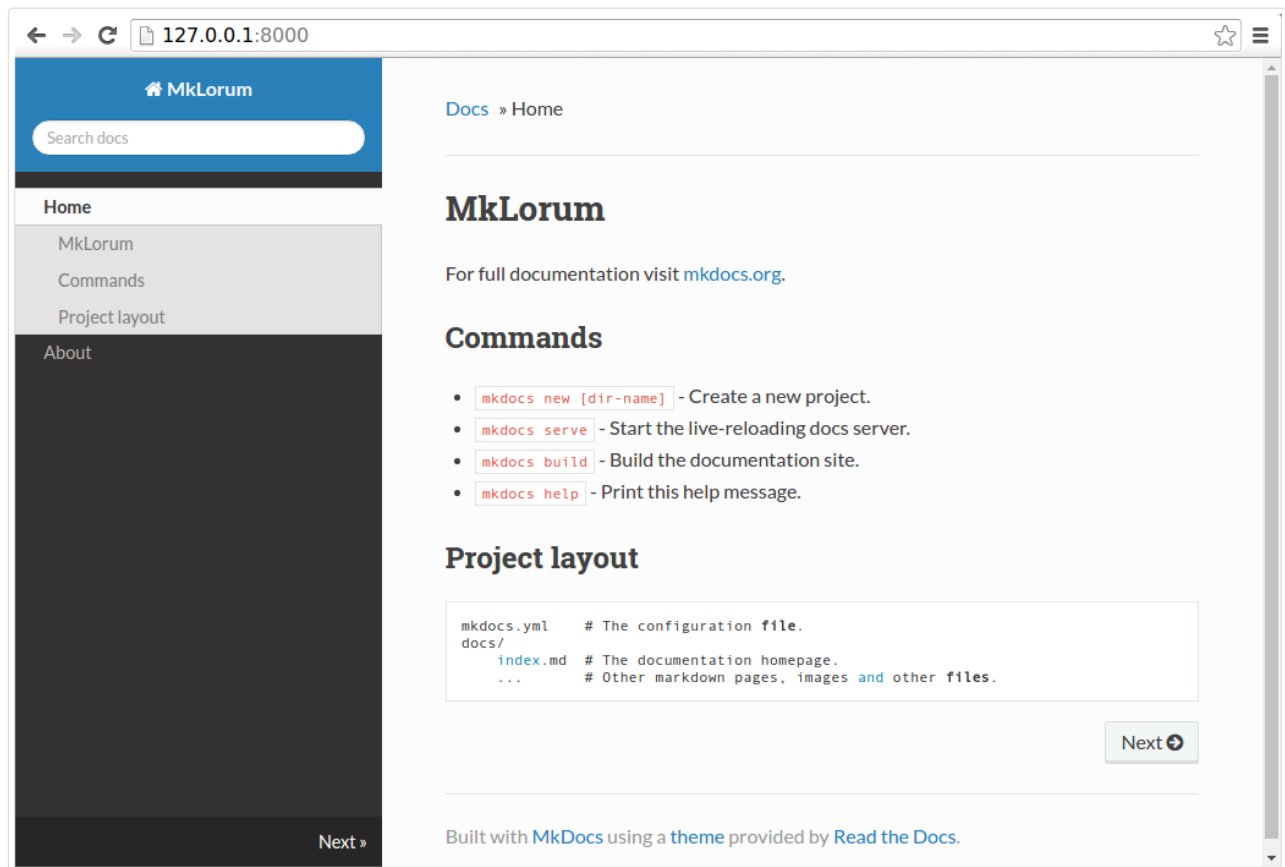 127.0.0.1:8000
MkLorum
Search docs
Home
MkLorum
Commands
Project layout
About
Next »
Docs » Home
MkLorum
For full documentation visit mkdocs.org.
Commands
• mkdocs new [dir-name] - Create a new project.
• mkdocs serve - Start the live-reloading docs server.
• mkdocs build - Build the documentation site.
• mkdocs help - Print this help message.
Project layout
mkdocs.yml    # The configuration file.
docs/
    index.md  # The documentation homepage.
    ...       # Other markdown pages, images and other files.
Next
Built with MkDocs using a theme provided by Read the Docs.